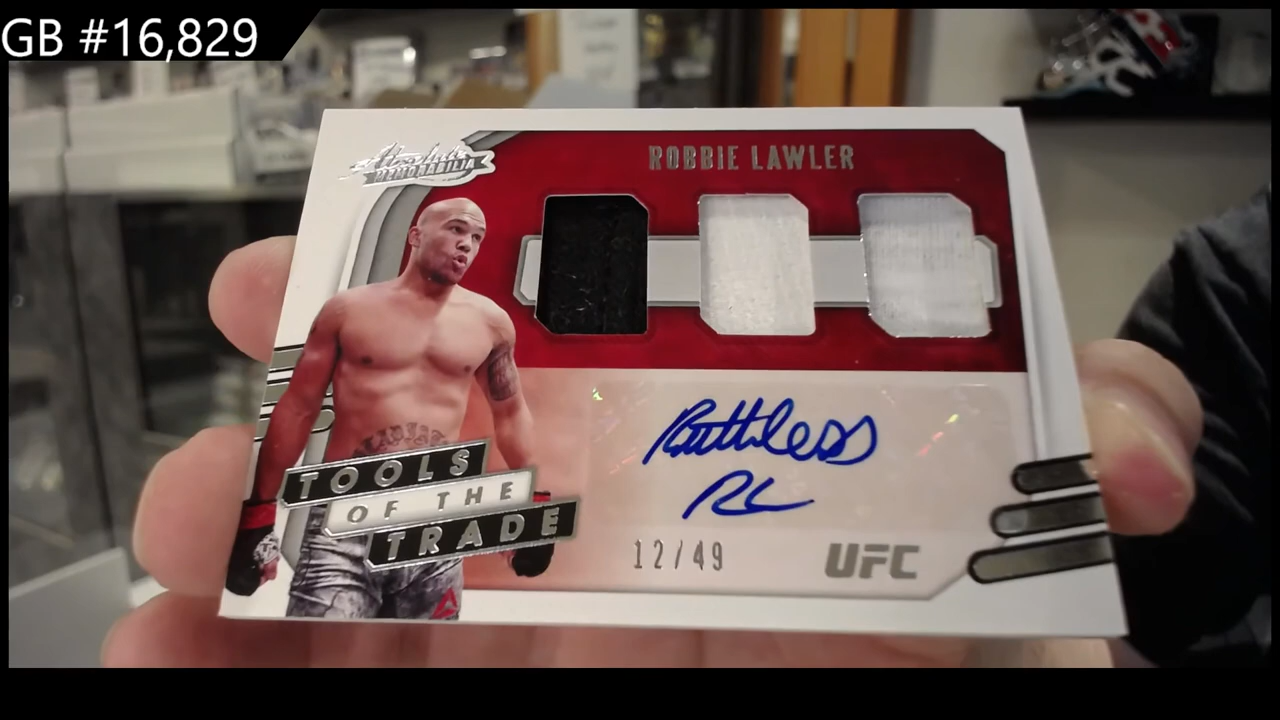 GB #16,829
Absolute
MEMORABILIA
ROBBIE LAWLER
TOOLS
OF THE
TRADE
Ruthless
RL
12/49
UFC